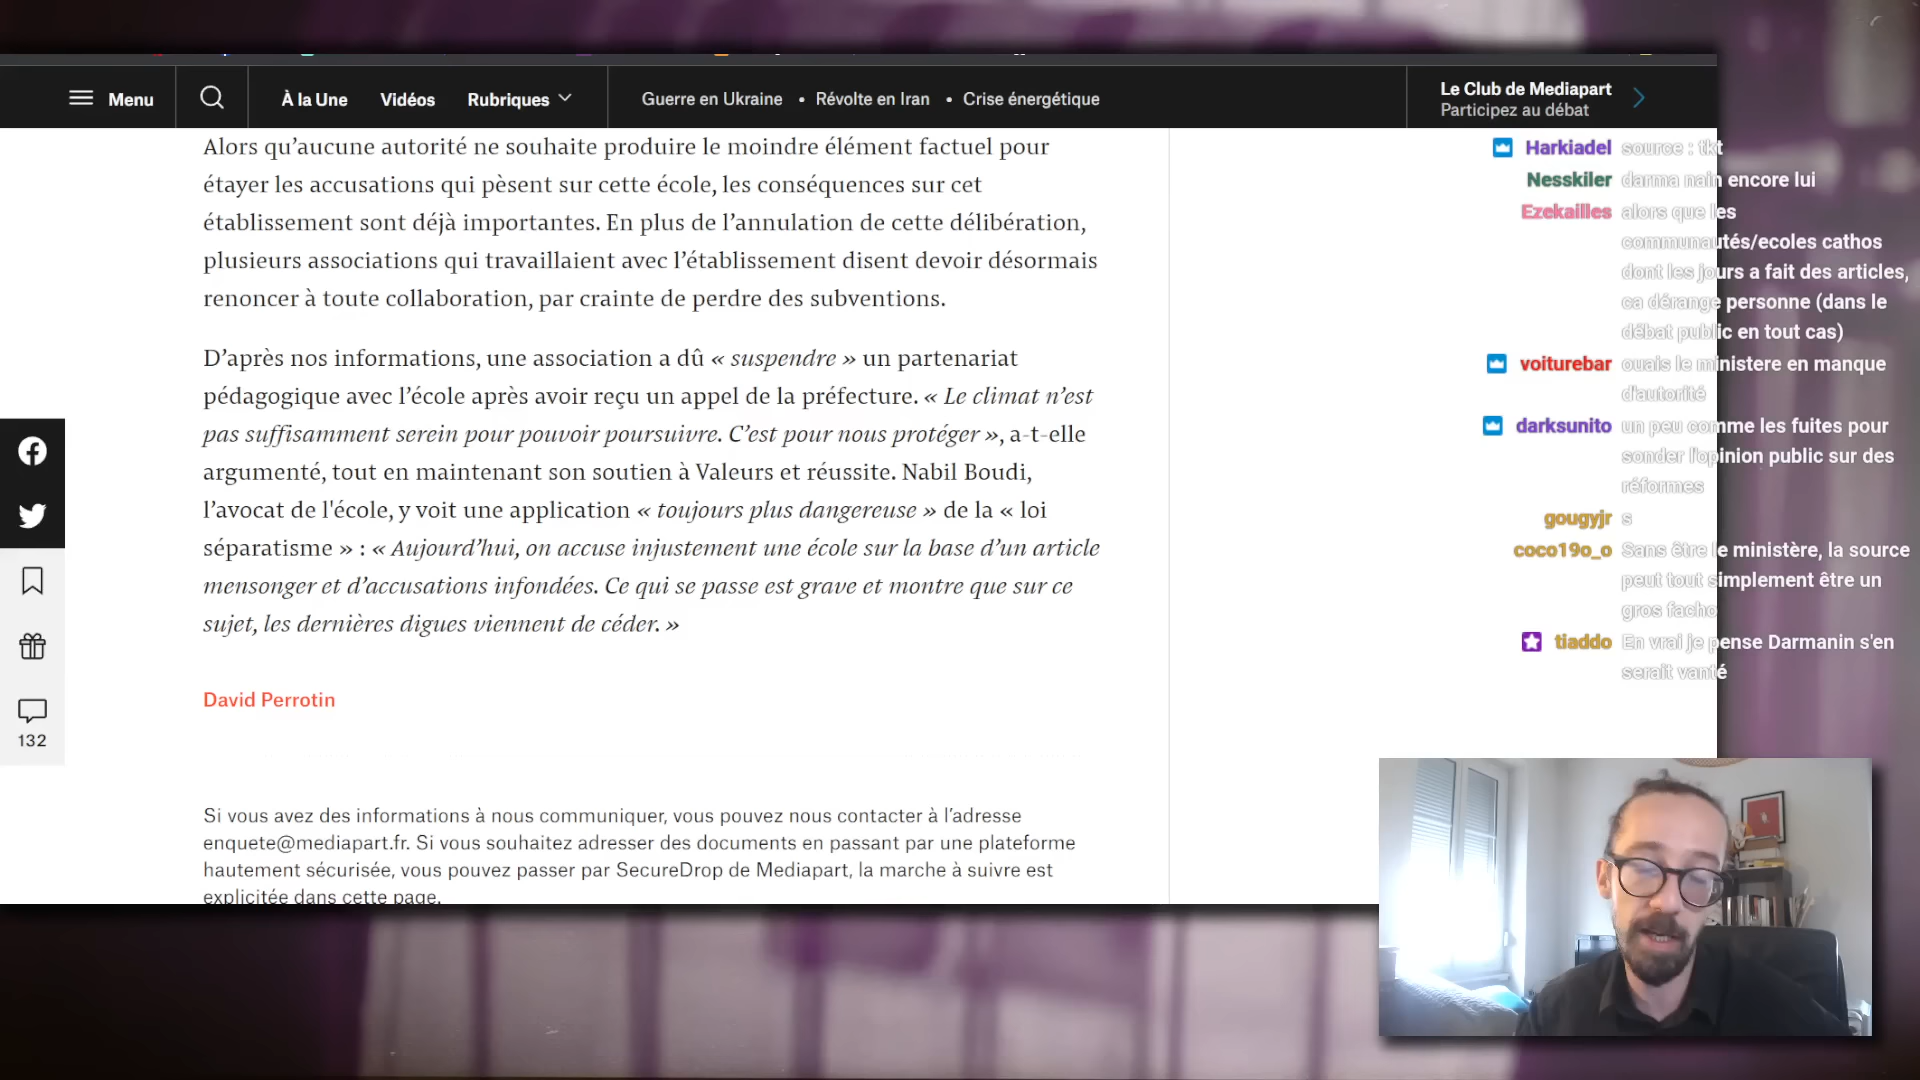 Menu
À la Une
Vidéos
Rubriques
Guerre en Ukraine • Révolte en Iran • Crise énergétique
Le Club de Mediapart
Participez au débat
Alors qu’aucune autorité ne souhaite produire le moindre élément factuel pour
étayer les accusations qui pèsent sur cette école, les conséquences sur cet
établissement sont déjà importantes. En plus de l’annulation de cette délibération,
plusieurs associations qui travaillaient avec l’établissement disent devoir désormais
renoncer à toute collaboration, par crainte de perdre des subventions.
D’après nos informations, une association a dû « suspendre » un partenariat
pédagogique avec l’école après avoir reçu un appel de la préfecture. « Le climat n’est
pas suffisamment serein pour pouvoir poursuivre. C’est pour nous protéger », a-t-elle
argumenté, tout en maintenant son soutien à Valeurs et réussite. Nabil Boudi,
l’avocat de l'école, y voit une application « toujours plus dangereuse » de la « loi
séparatisme » : « Aujourd’hui, on accuse injustement une école sur la base d’un article
mensonger et d’accusations infondées. Ce qui se passe est grave et montre que sur ce
sujet, les dernières digues viennent de céder. »
David Perrotin
132
Si vous avez des informations à nous communiquer, vous pouvez nous contacter à l’adresse
enquete@mediapart.fr. Si vous souhaitez adresser des documents en passant par une plateforme
hautement sécurisée, vous pouvez passer par SecureDrop de Mediapart, la marche à suivre est
explicitée dans cette page.
Harkiadel source : tkt
Nesskiler darma nain encore lui
Ezekailles alors que les
communautés/ecoles cathos
dont les jours a fait des articles,
ca dérange personne (dans le
débat public en tout cas)
voiturebar ouais le ministere en manque
d'autorité
darksunito un peu comme les fuites pour
sonder l'opinion public sur des
réformes
gougyjr s
coco19o_o Sans être le ministère, la source
peut tout simplement être un
gros facho
tiaddo En vrai je pense Darmanin s'en
serait vanté